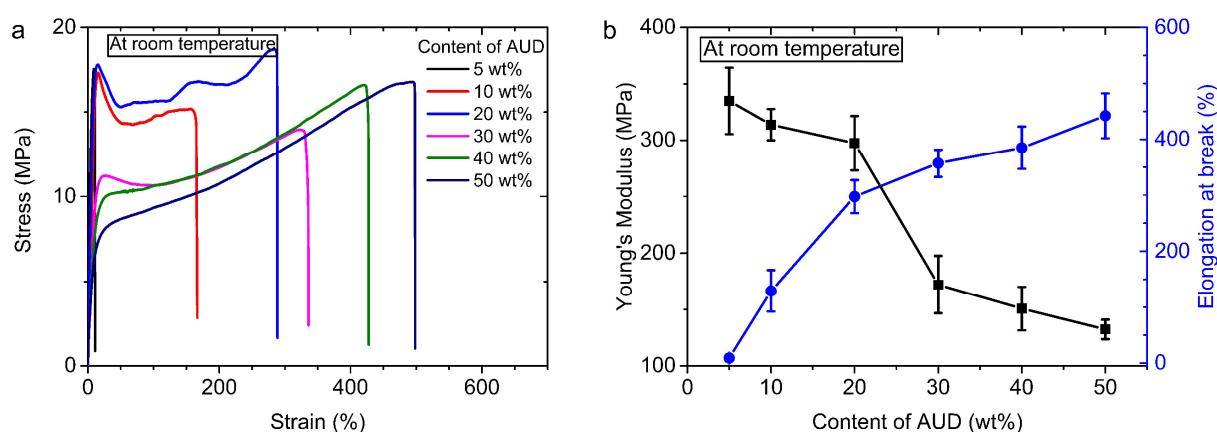 a
At room temperature
Content of AUD
5 wt%
10 wt%
20 wt%
30 wt%
40 wt%
50 wt%
20
10
0
Stress (MPa)
0 200 400 600
Strain (%)
b
At room temperature
400
300
200
100
Young's Modulus (MPa)
600
400
200
0
Elongation at break (%)
0 10 20 30 40 50
Content of AUD (wt%)